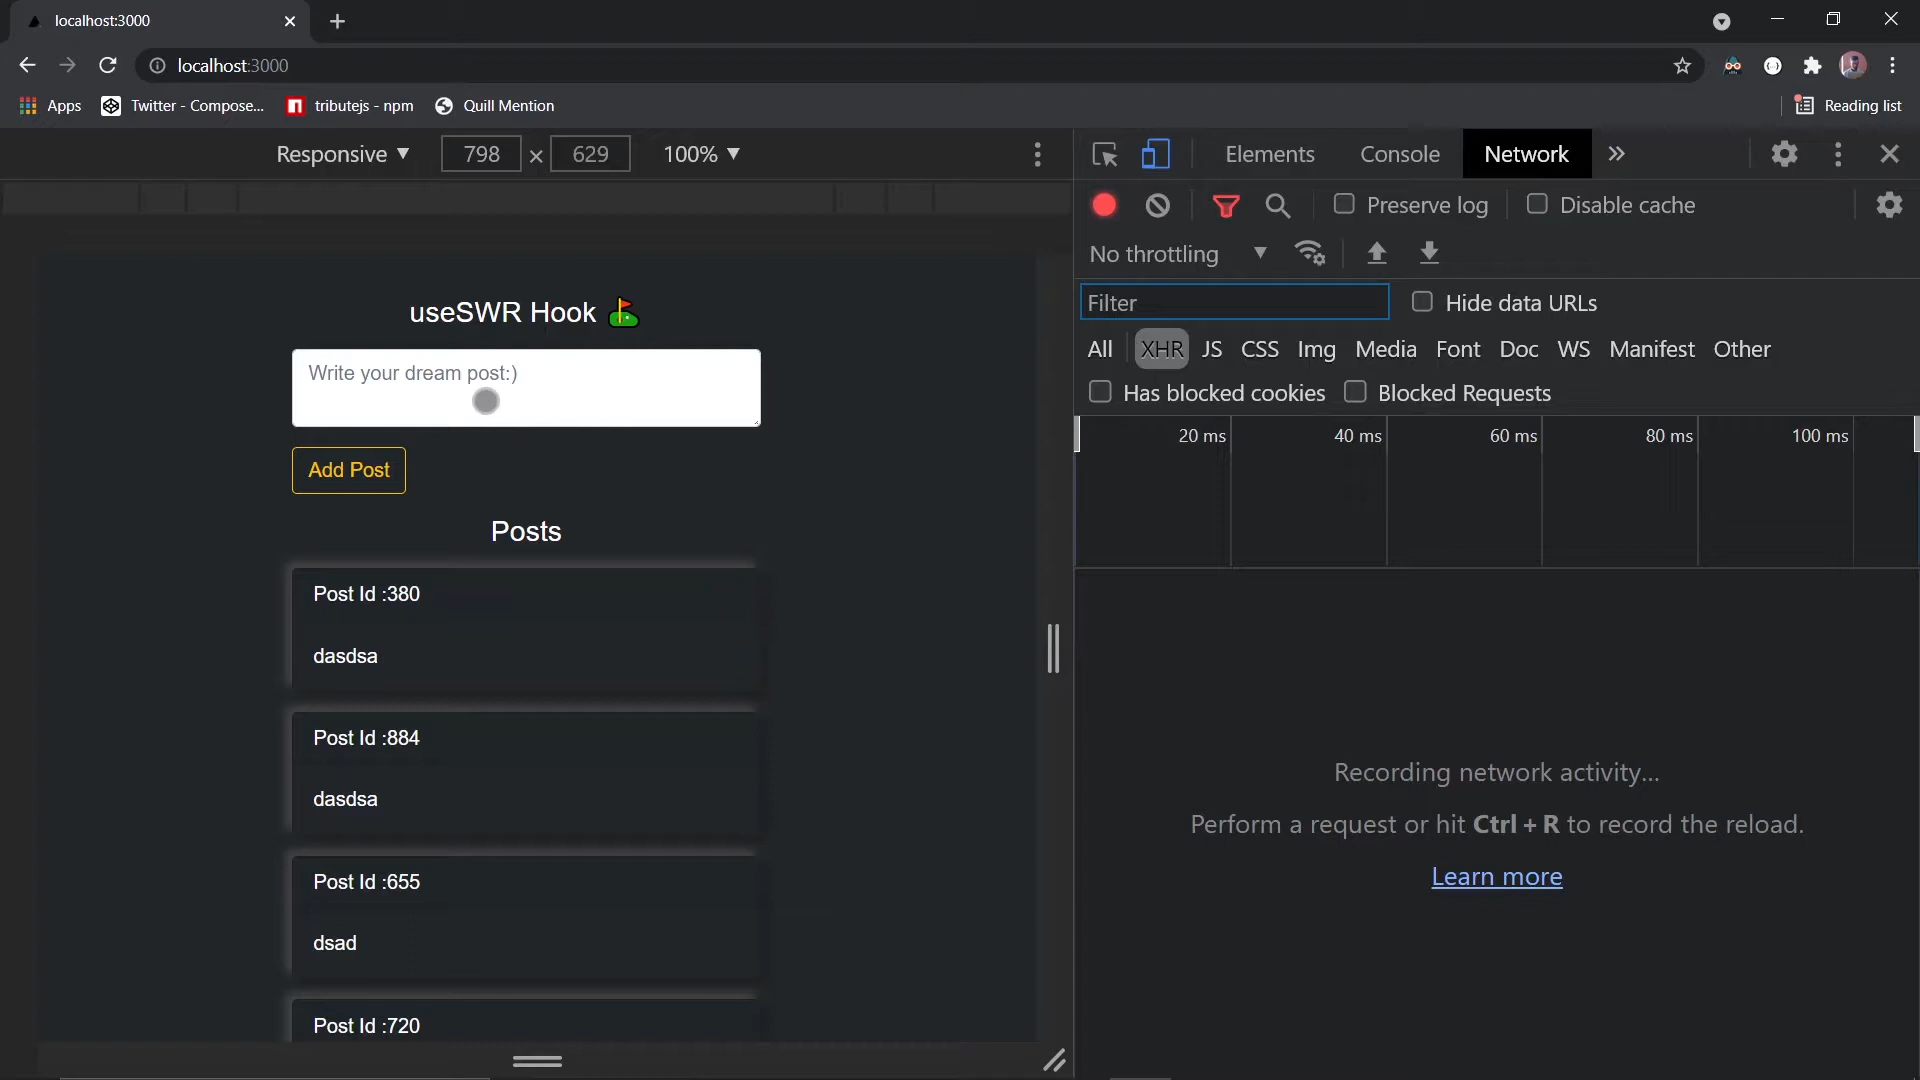 localhost:3000
localhost:3000
Apps
Twitter - Compose...
tributejs - npm
Quill Mention
Reading list
Responsive ▼
798 × 629
100% ▼
Elements
Console
Network
Preserve log
Disable cache
No throttling ▼
Filter
Hide data URLs
All
XHR
JS
CSS
Img
Media
Font
Doc
WS
Manifest
Other
Has blocked cookies
Blocked Requests
20 ms
40 ms
60 ms
80 ms
100 ms
Recording network activity...
Perform a request or hit Ctrl + R to record the reload.
Learn more
useSWR Hook ⛳
Write your dream post:)
Add Post
Posts
Post Id :380
dasdsa
Post Id :884
dasdsa
Post Id :655
dsad
Post Id :720